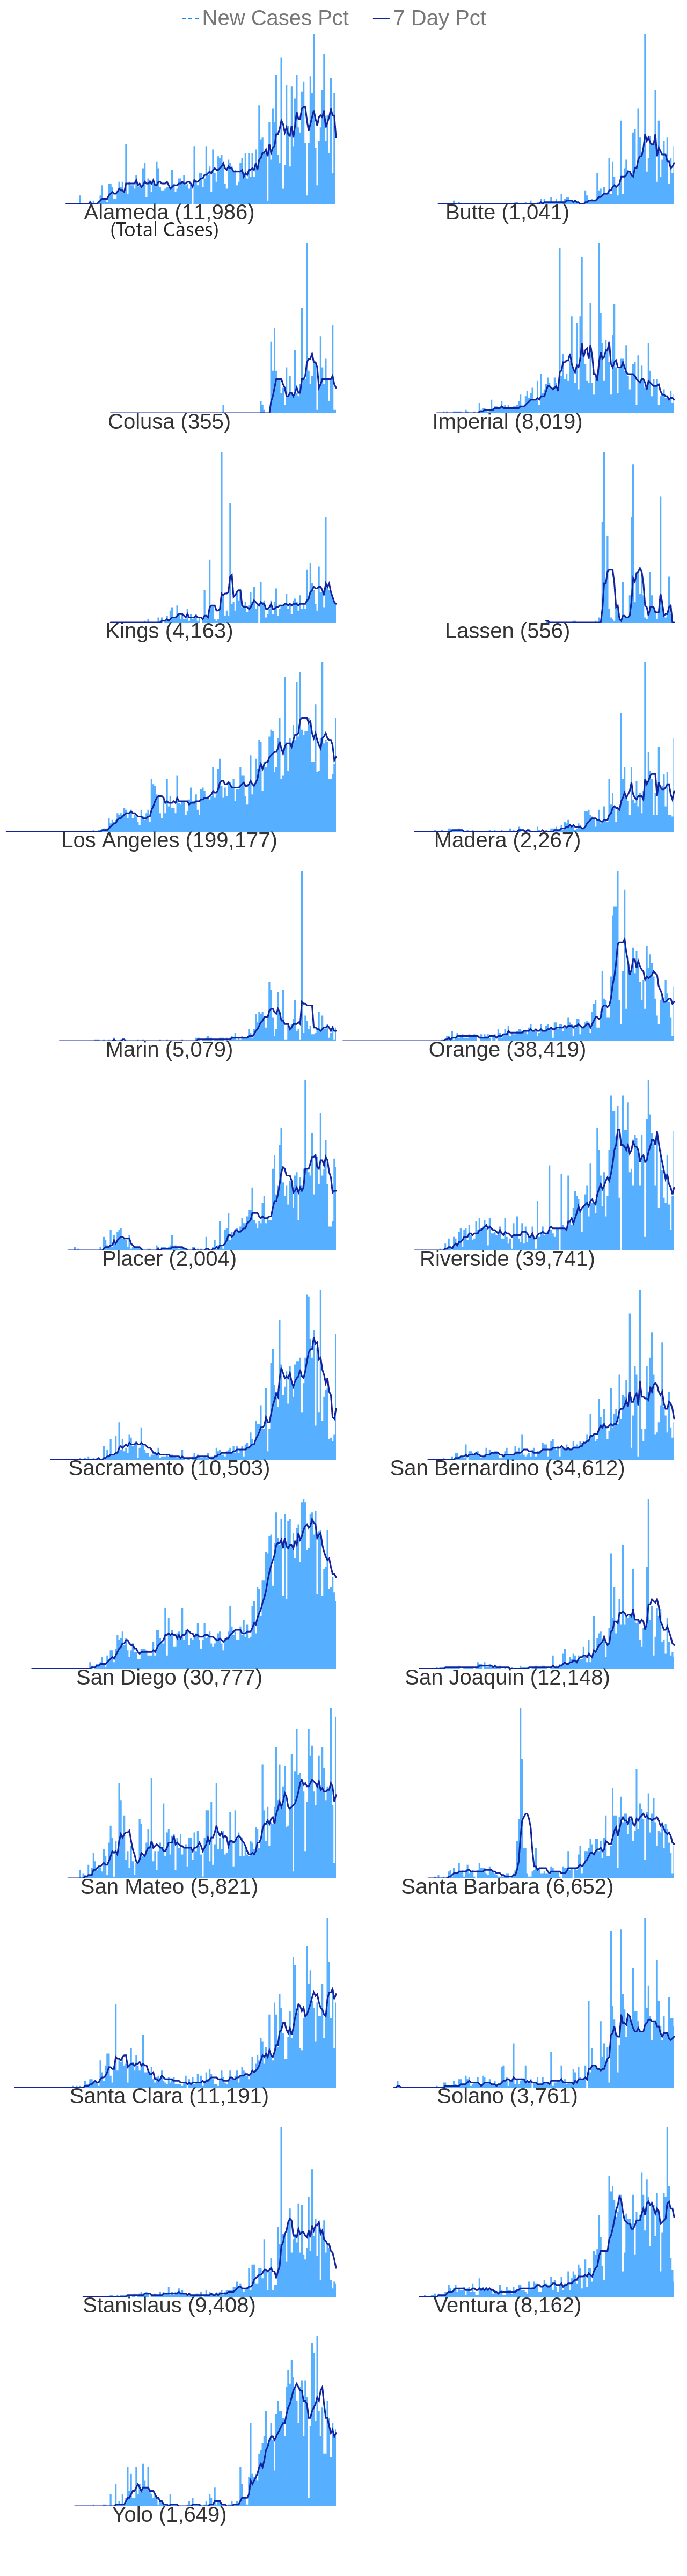 New Cases Pct 7 Day Pct
Alameda (11,986) Butte (1,041)
(Total Cases)
Colusa (355) Imperial (8,019)
Kings (4,163) Lassen (556)
Los Angeles (199,177) Madera (2,267)
Marin (5,079) Orange (38,419)
Placer (2,004) Riverside (39,741)
Sacramento (10,503) San Bernardino (34,612)
San Diego (30,777) San Joaquin (12,148)
San Mateo (5,821) Santa Barbara (6,652)
Santa Clara (11,191) Solano (3,761)
Stanislaus (9,408) Ventura (8,162)
Yolo (1,649)